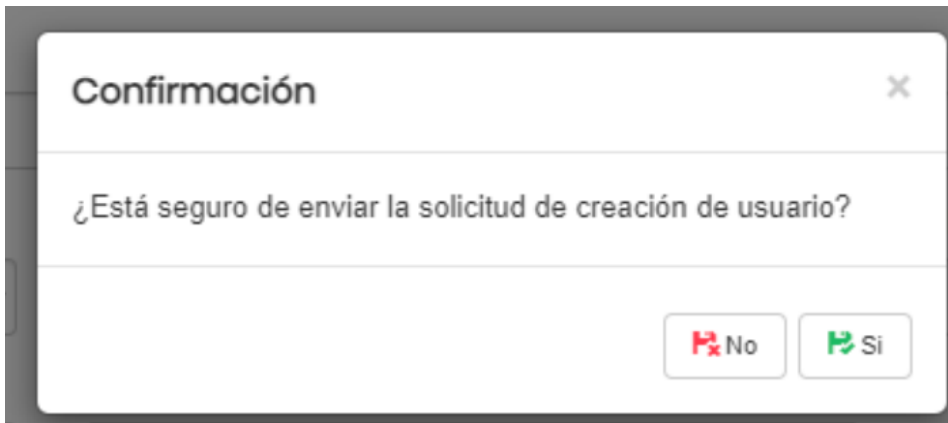 Confirmación
¿Está seguro de enviar la solicitud de creación de usuario?
No
Si